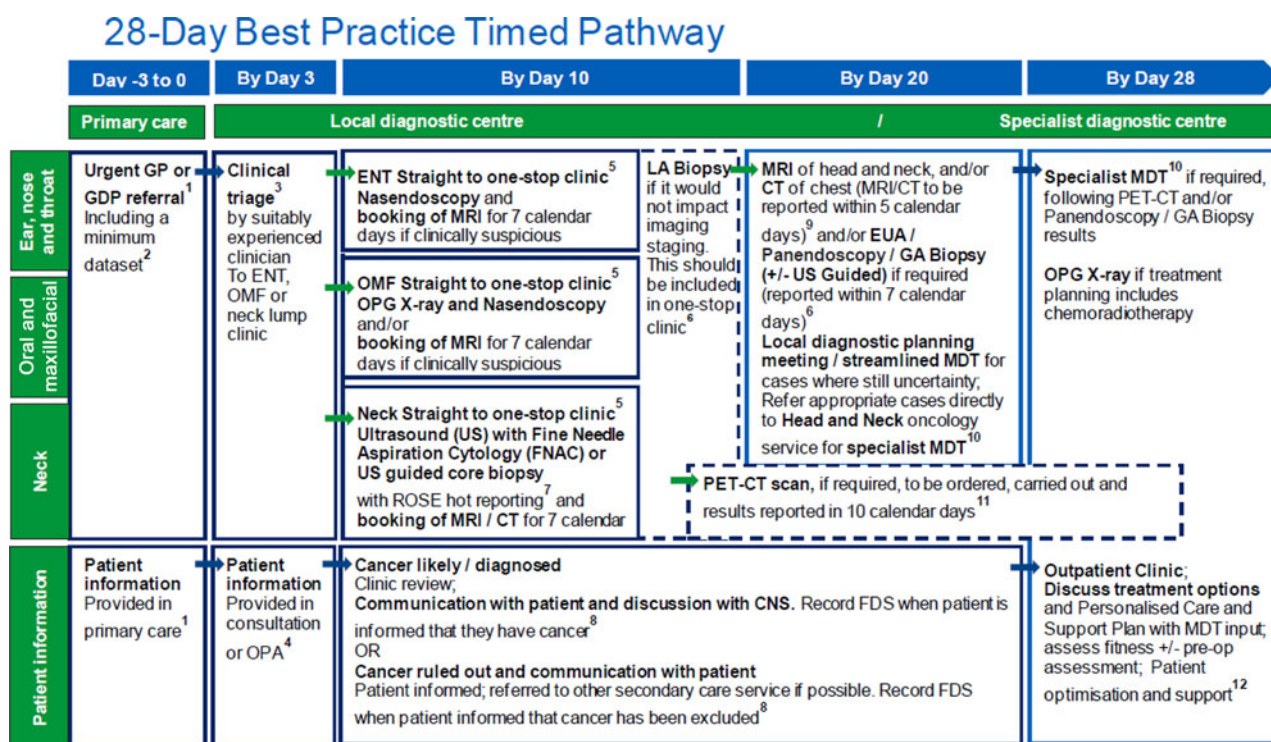 28-Day Best Practice Timed Pathway
Day -3 to 0
By Day 3
By Day 10
By Day 20
By Day 28
Primary care
Local diagnostic centre
/
Specialist diagnostic centre
Ear, nose
and throat
Oral and
maxillofacial
Neck
Urgent GP or
GDP referral1
Including a
minimum
dataset2
Clinical
triage3
by suitably
experienced
clinician
To ENT,
OMF or
neck lump
clinic
ENT Straight to one-stop clinic5
Nasendoscopy and
booking of MRI for 7 calendar
days if clinically suspicious
OMF Straight to one-stop clinic5
OPG X-ray and Nasendoscopy
and/or
booking of MRI for 7 calendar
days if clinically suspicious
Neck Straight to one-stop clinic5
Ultrasound (US) with Fine Needle
Aspiration Cytology (FNAC) or
US guided core biopsy
with ROSE hot reporting7 and
booking of MRI / CT for 7 calendar
LA Biopsy
if it would
not impact
imaging
staging.
This should
be included
in one-stop
clinic6
MRI of head and neck, and/or
CT of chest (MRI/CT to be
reported within 5 calendar
days)9 and/or EUA /
Panendoscopy / GA Biopsy
(+/- US Guided) if required
(reported within 7 calendar
days)6
Local diagnostic planning
meeting / streamlined MDT for
cases where still uncertainty;
Refer appropriate cases directly
to Head and Neck oncology
service for specialist MDT10
PET-CT scan, if required, to be ordered, carried out and
results reported in 10 calendar days11
Specialist MDT10 if required,
following PET-CT and/or
Panendoscopy / GA Biopsy
results
OPG X-ray if treatment
planning includes
chemoradiotherapy
Patient information
Patient
information
Provided in
primary care1
Patient
information
Provided in
consultation
or OPA4
Cancer likely / diagnosed
Clinic review;
Communication with patient and discussion with CNS. Record FDS when patient is
informed that they have cancer8
OR
Cancer ruled out and communication with patient
Patient informed; referred to other secondary care service if possible. Record FDS
when patient informed that cancer has been excluded8
Outpatient Clinic;
Discuss treatment options
and Personalised Care and
Support Plan with MDT input;
assess fitness +/- pre-op
assessment; Patient
optimisation and support12